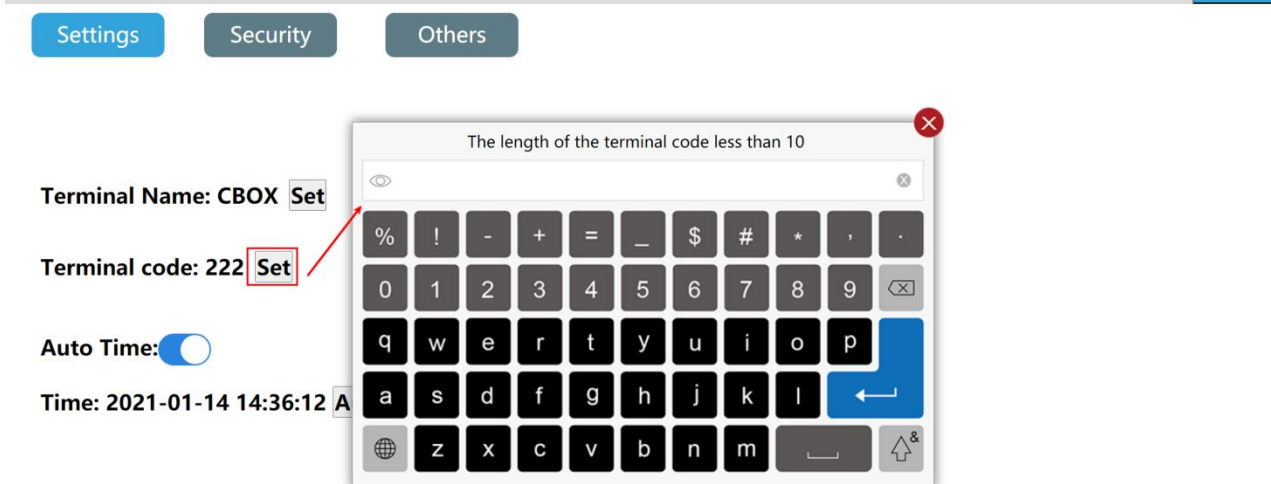 Settings Security Others
The length of the terminal code less than 10
Terminal Name: CBOX Set
% ! - + = _ $ # * , .
Terminal code: 222 Set
0 1 2 3 4 5 6 7 8 9
q w e r t y u i o p
Auto Time:
a s d f g h j k l
Time: 2021-01-14 14:36:12 A
z x c v b n m &